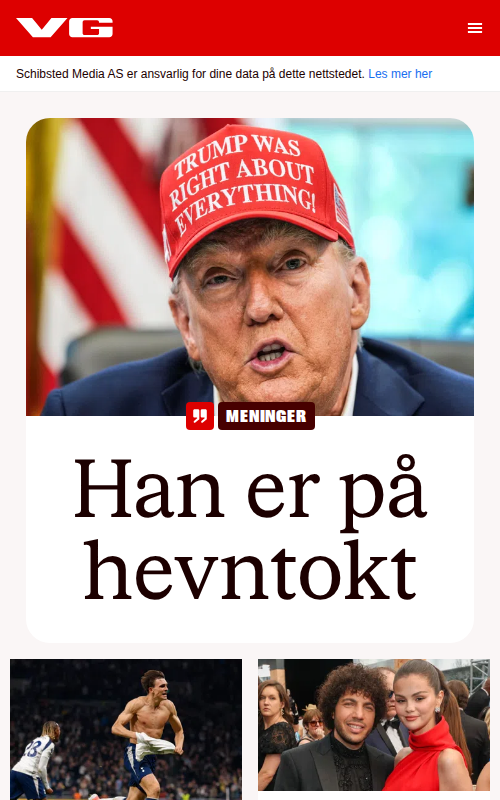 VG
Schibsted Media AS er ansvarlig for dine data på dette nettstedet. Les mer her
TRUMP WAS
RIGHT ABOUT
EVERYTHING!
MENINGER
Han er på
hevntokt
23